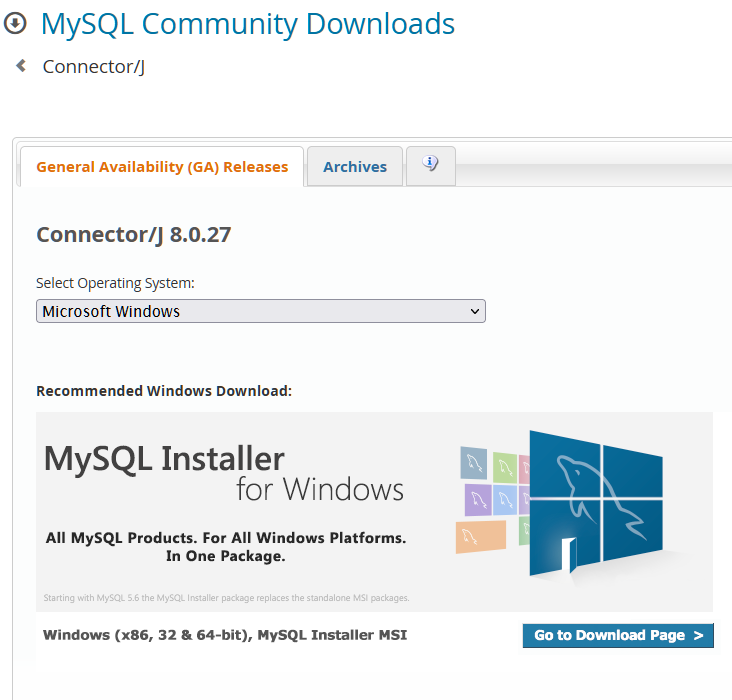 MySQL Community Downloads
Connector/J
General Availability (GA) Releases
Archives
Connector/J 8.0.27
Select Operating System:
Microsoft Windows
Recommended Windows Download:
MySQL Installer
for Windows
All MySQL Products. For All Windows Platforms.
In One Package.
Starting with MySQL 5.6 the MySQL Installer package replaces the standalone MSI packages.
Windows (x86, 32 & 64-bit), MySQL Installer MSI
Go to Download Page >